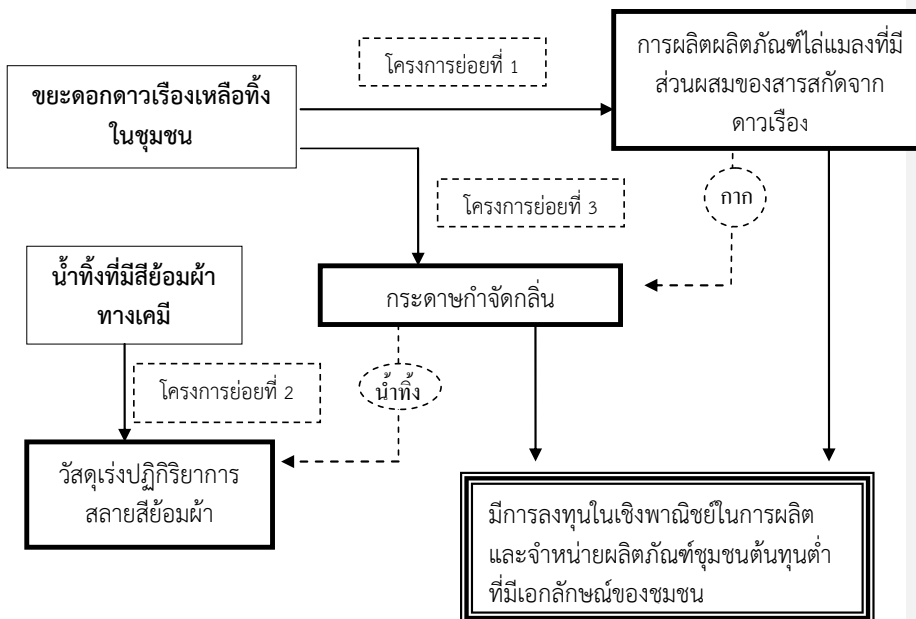 โครงการย่อยที่ 1
การผลิตผลิตภัณฑ์ไล่แมลงที่มี
ส่วนผสมของสารสกัดจาก
ดาวเรือง
ขยะดอกดาวเรืองเหลือทิ้ง
ในชุมชน
โครงการย่อยที่ 3
กาก
น้ำทิ้งที่มีสีย้อมผ้า
ทางเคมี
กระดาษกำจัดกลิ่น
โครงการย่อยที่ 2
น้ำทิ้ง
วัสดุเร่งปฏิกิริยาการ
สลายสีย้อมผ้า
มีการลงทุนในเชิงพาณิชย์ในการผลิต
และจำหน่ายผลิตภัณฑ์ชุมชนต้นทุนต่ำ
ที่มีเอกลักษณ์ของชุมชน